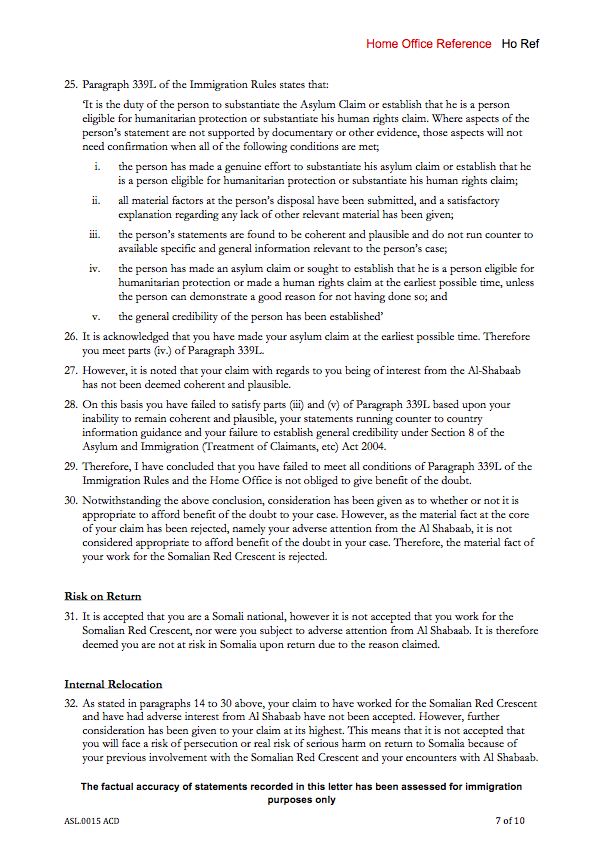 Home Office Reference Ho Ref
25. Paragraph 339L of the Immigration Rules states that:
'It is the duty of the person to substantiate the Asylum Claim or establish that he is a person
eligible for humanitarian protection or substantiate his human rights claim. Where aspects of the
person's statement are not supported by documentary or other evidence, those aspects will not
need confirmation when all of the following conditions are met;
i. the person has made a genuine effort to substantiate his asylum claim or establish that he
is a person eligible for humanitarian protection or substantiate his human rights claim;
ii. all material factors at the person's disposal have been submitted, and a satisfactory
explanation regarding any lack of other relevant material has been given;
iii. the person's statements are found to be coherent and plausible and do not run counter to
available specific and general information relevant to the person's case;
iv. the person has made an asylum claim or sought to establish that he is a person eligible for
humanitarian protection or made a human rights claim at the earliest possible time, unless
the person can demonstrate a good reason for not having done so; and
v. the general credibility of the person has been established'
26. It is acknowledged that you have made your asylum claim at the earliest possible time. Therefore
you meet parts (iv.) of Paragraph 339L.
27. However, it is noted that your claim with regards to you being of interest from the Al-Shabaab
has not been deemed coherent and plausible.
28. On this basis you have failed to satisfy parts (iii) and (v) of Paragraph 339L based upon your
inability to remain coherent and plausible, your statements running counter to country
information guidance and your failure to establish general credibility under Section 8 of the
Asylum and Immigration (Treatment of Claimants, etc) Act 2004.
29. Therefore, I have concluded that you have failed to meet all conditions of Paragraph 339L of the
Immigration Rules and the Home Office is not obliged to give benefit of the doubt.
30. Notwithstanding the above conclusion, consideration has been given as to whether or not it is
appropriate to afford benefit of the doubt to your case. However, as the material fact at the core
of your claim has been rejected, namely your adverse attention from the Al Shabaab, it is not
considered appropriate to afford benefit of the doubt in your case. Therefore, the material fact of
your work for the Somalian Red Crescent is rejected.
Risk on Return
31. It is accepted that you are a Somali national, however it is not accepted that you work for the
Somalian Red Crescent, nor were you subject to adverse attention from Al Shabaab. It is therefore
deemed you are not at risk in Somalia upon return due to the reason claimed.
Internal Relocation
32. As stated in paragraphs 14 to 30 above, your claim to have worked for the Somalian Red Crescent
and have had adverse interest from Al Shabaab have not been accepted. However, further
consideration has been given to your claim at its highest. This means that it is not accepted that
you will face a risk of persecution or real risk of serious harm on return to Somalia because of
your previous involvement with the Somalian Red Crescent and your encounters with Al Shabaab.
The factual accuracy of statements recorded in this letter has been assessed for immigration
purposes only
ASL.0015 ACD 7 of 10